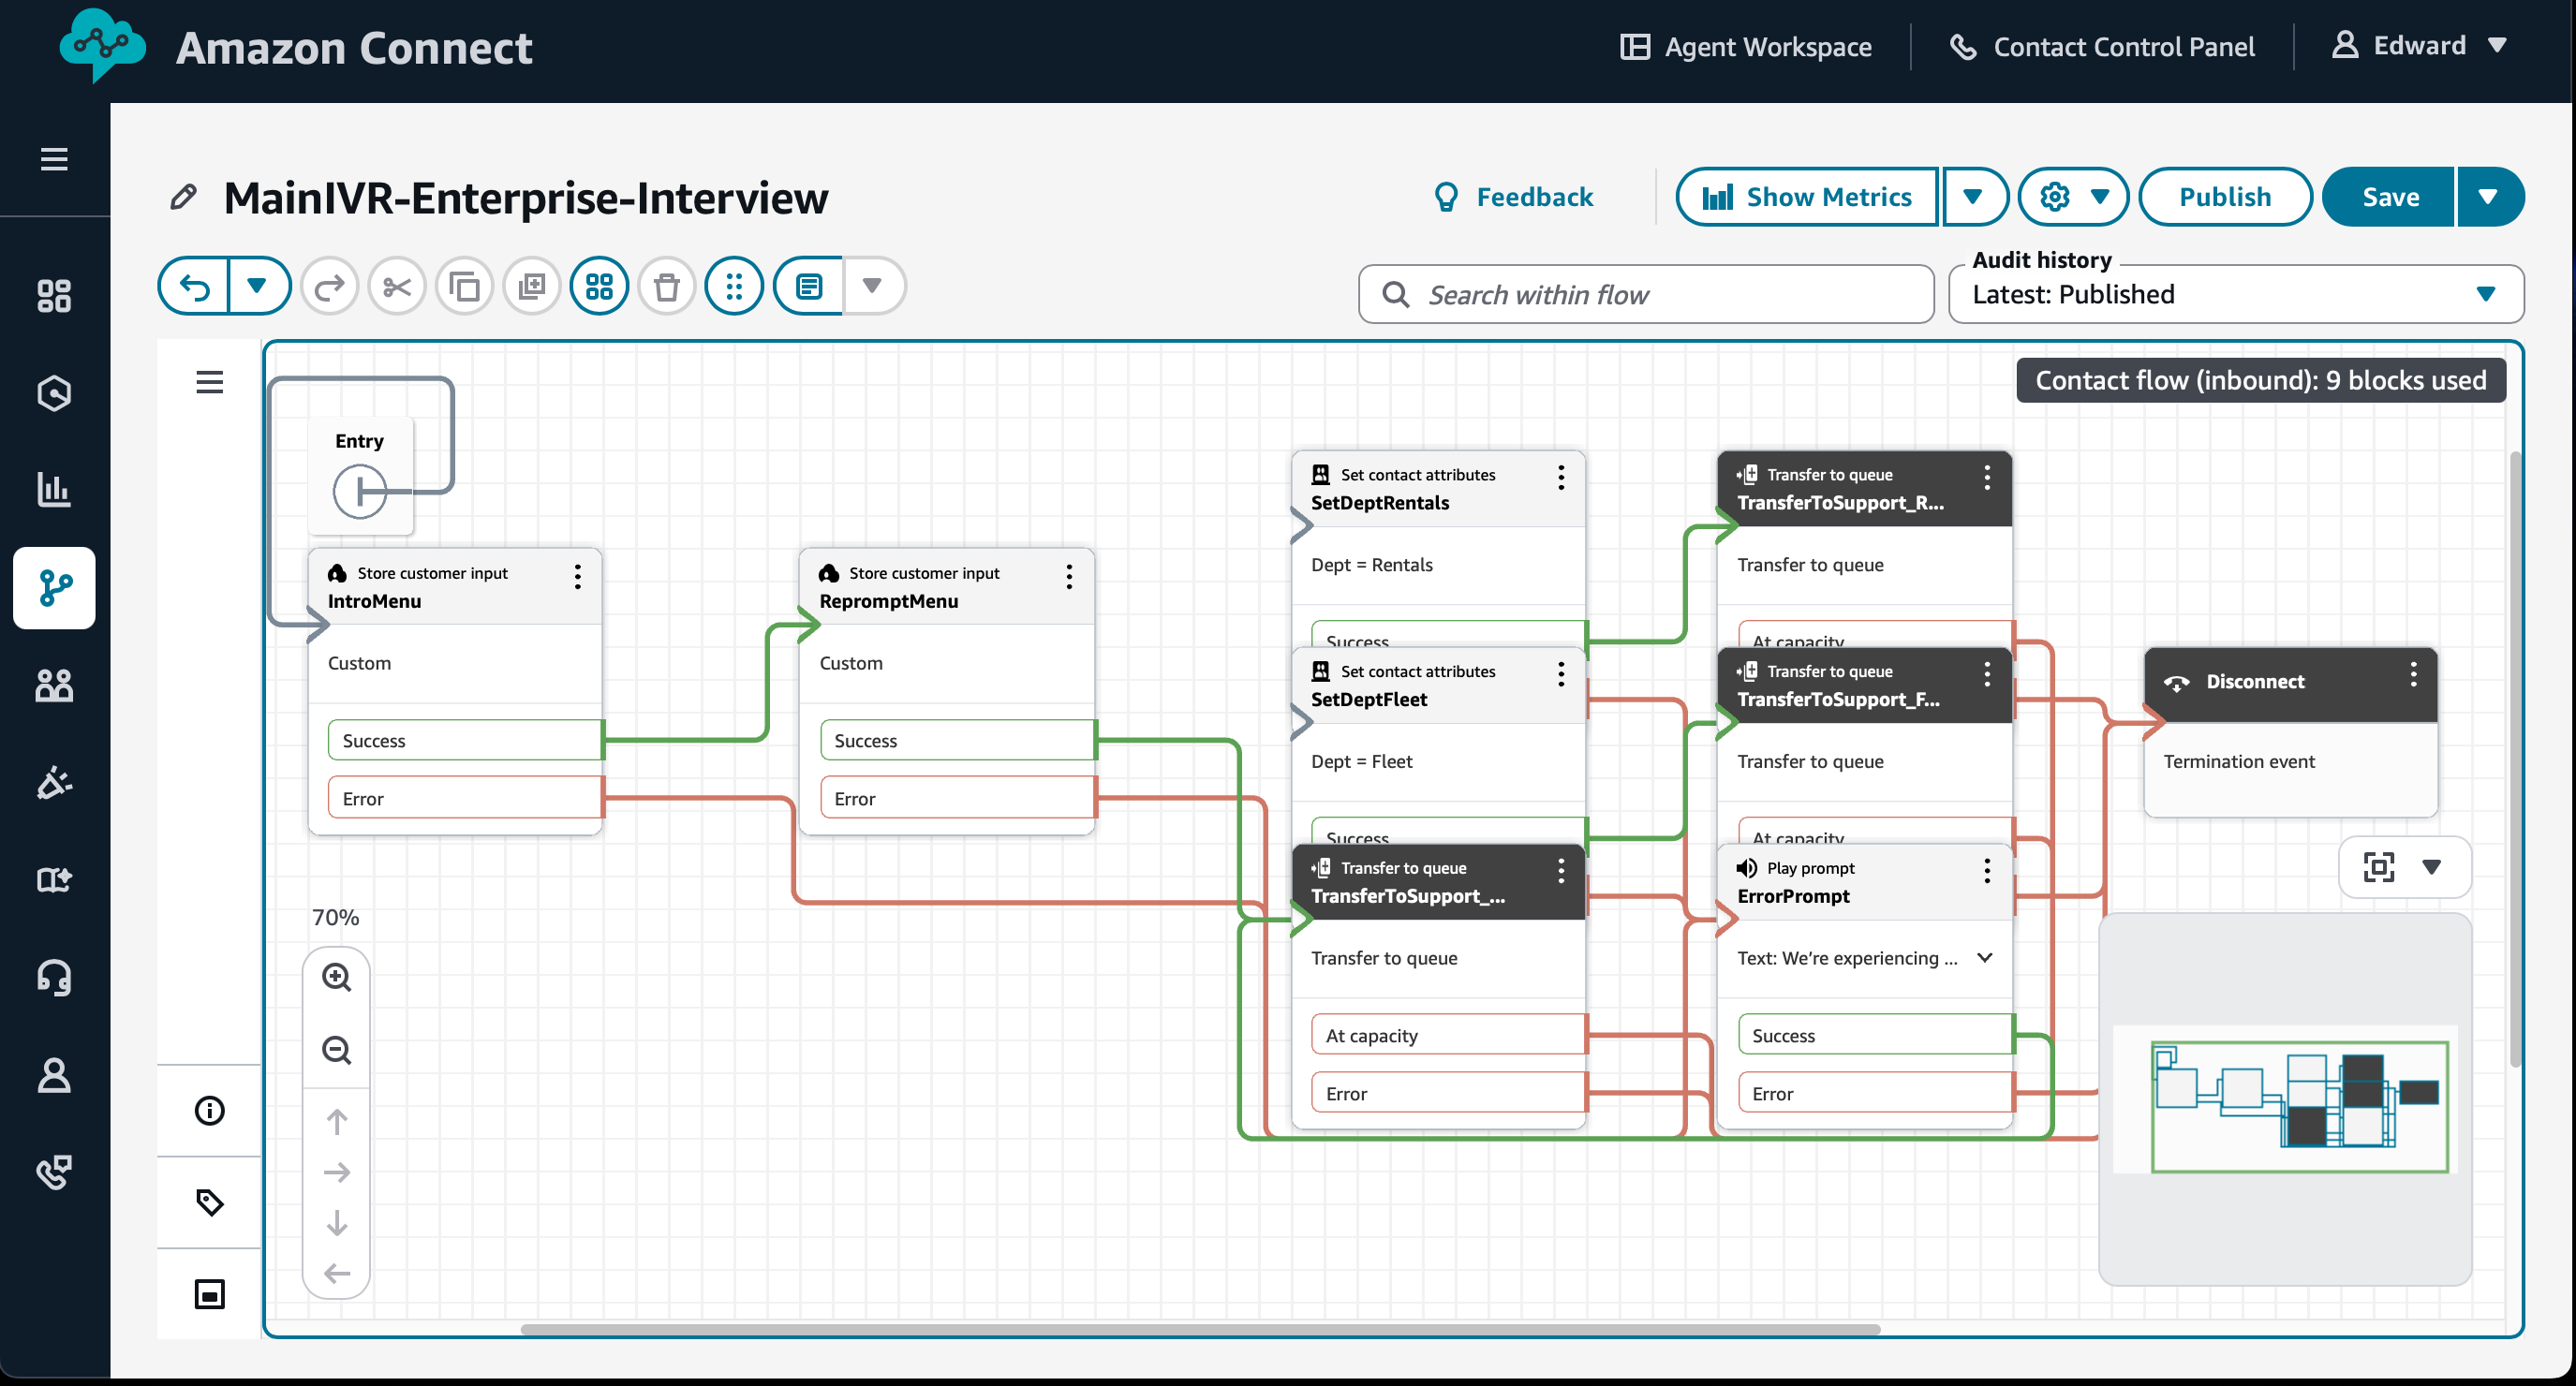 Amazon Connect
Agent Workspace
Contact Control Panel
Edward
MainIVR-Enterprise-Interview
Feedback
Show Metrics
Publish
Save
Search within flow
Audit history
Latest: Published
Contact flow (inbound): 9 blocks used
Entry
Store customer input
IntroMenu
Custom
Success
Error
Store customer input
RepromptMenu
Custom
Success
Error
Set contact attributes
SetDeptRentals
Dept = Rentals
Success
Set contact attributes
SetDeptFleet
Dept = Fleet
Success
Transfer to queue
TransferToSupport_...
Transfer to queue
At capacity
Error
Transfer to queue
TransferToSupport_R...
Transfer to queue
At capacity
Transfer to queue
TransferToSupport_F...
Transfer to queue
At capacity
Play prompt
ErrorPrompt
Text: We’re experiencing ...
Success
Error
Disconnect
Termination event
70%